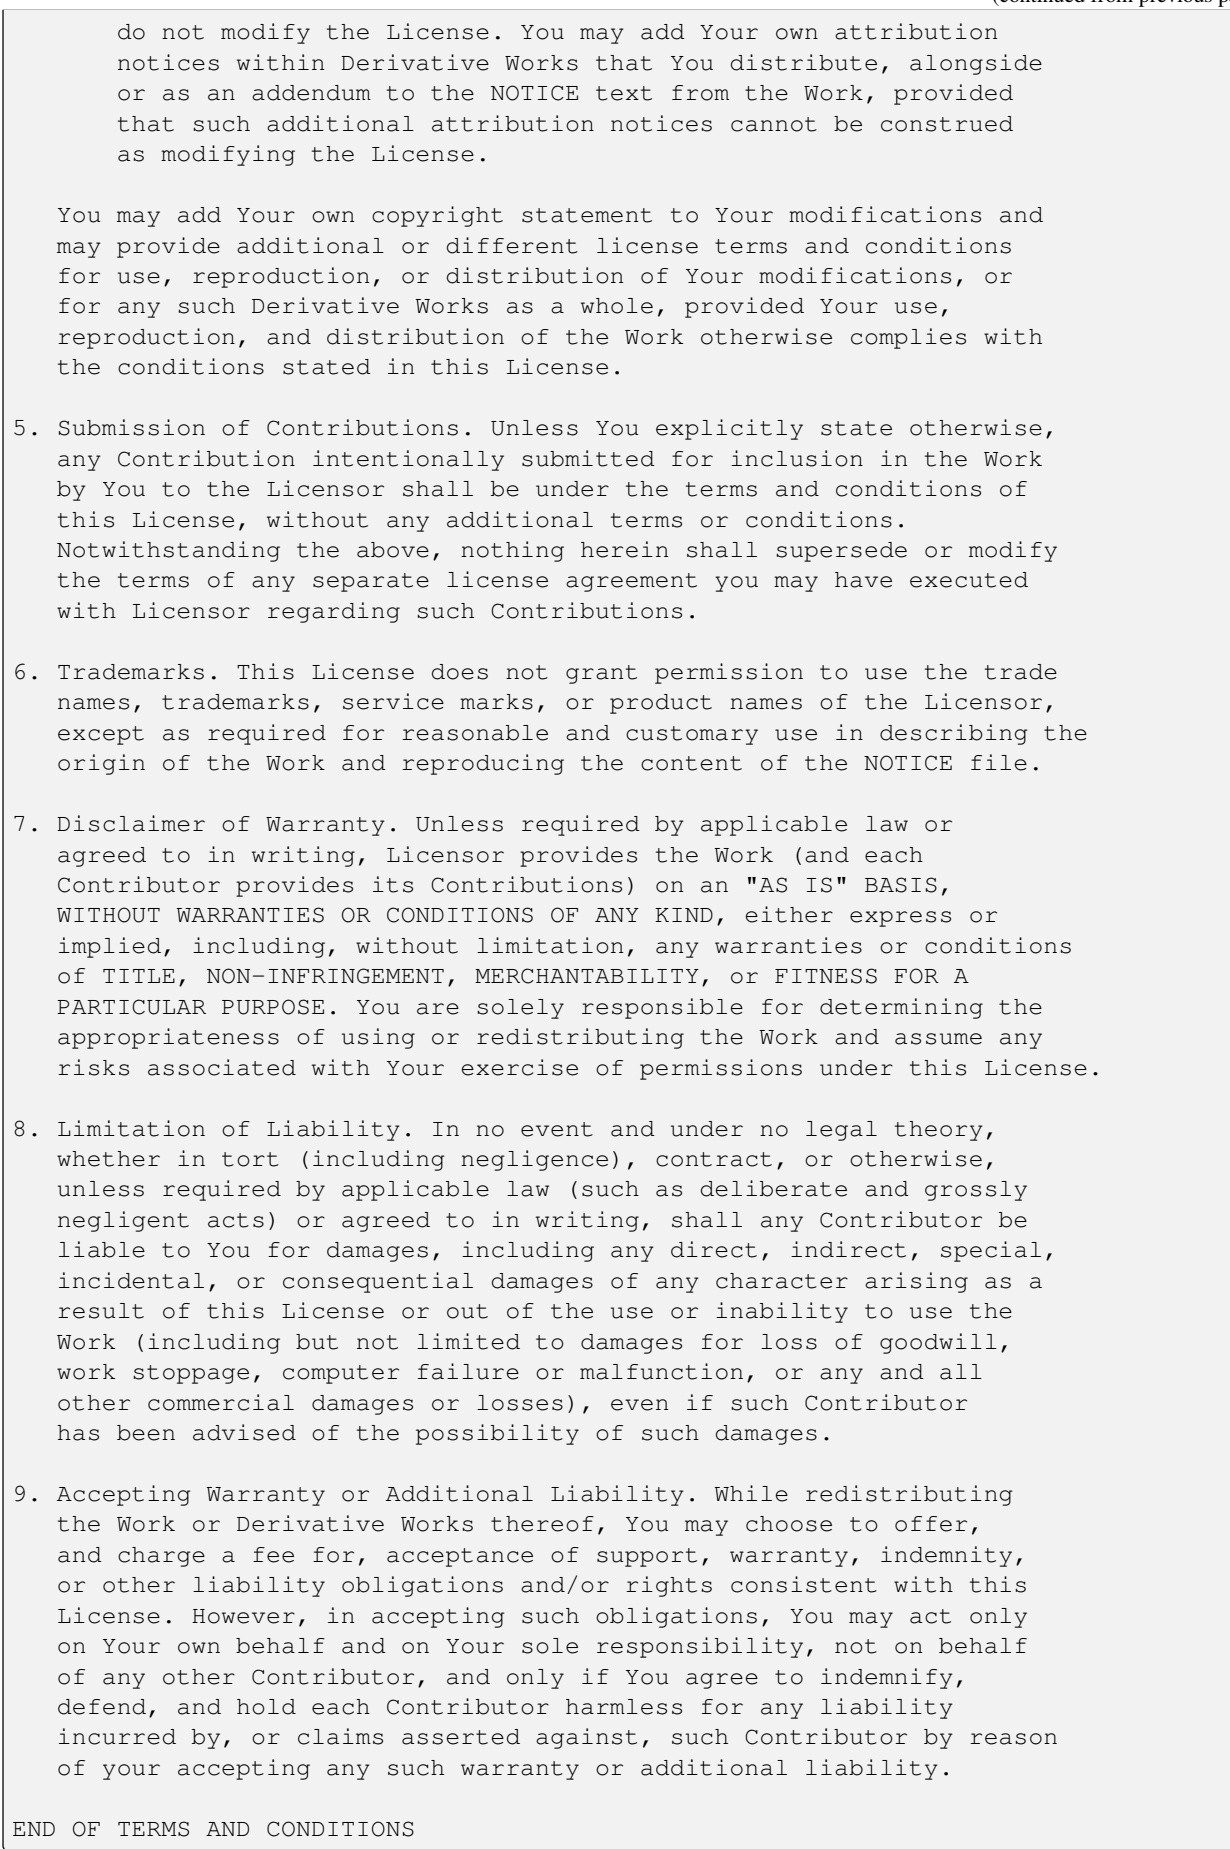 (continued from previous p
do not modify the License. You may add Your own attribution
notices within Derivative Works that You distribute, alongside
or as an addendum to the NOTICE text from the Work, provided
that such additional attribution notices cannot be construed
as modifying the License.
You may add Your own copyright statement to Your modifications and
may provide additional or different license terms and conditions
for use, reproduction, or distribution of Your modifications, or
for any such Derivative Works as a whole, provided Your use,
reproduction, and distribution of the Work otherwise complies with
the conditions stated in this License.
5. Submission of Contributions. Unless You explicitly state otherwise,
any Contribution intentionally submitted for inclusion in the Work
by You to the Licensor shall be under the terms and conditions of
this License, without any additional terms or conditions.
Notwithstanding the above, nothing herein shall supersede or modify
the terms of any separate license agreement you may have executed
with Licensor regarding such Contributions.
6. Trademarks. This License does not grant permission to use the trade
names, trademarks, service marks, or product names of the Licensor,
except as required for reasonable and customary use in describing the
origin of the Work and reproducing the content of the NOTICE file.
7. Disclaimer of Warranty. Unless required by applicable law or
agreed to in writing, Licensor provides the Work (and each
Contributor provides its Contributions) on an "AS IS" BASIS,
WITHOUT WARRANTIES OR CONDITIONS OF ANY KIND, either express or
implied, including, without limitation, any warranties or conditions
of TITLE, NON-INFRINGEMENT, MERCHANTABILITY, or FITNESS FOR A
PARTICULAR PURPOSE. You are solely responsible for determining the
appropriateness of using or redistributing the Work and assume any
risks associated with Your exercise of permissions under this License.
8. Limitation of Liability. In no event and under no legal theory,
whether in tort (including negligence), contract, or otherwise,
unless required by applicable law (such as deliberate and grossly
negligent acts) or agreed to in writing, shall any Contributor be
liable to You for damages, including any direct, indirect, special,
incidental, or consequential damages of any character arising as a
result of this License or out of the use or inability to use the
Work (including but not limited to damages for loss of goodwill,
work stoppage, computer failure or malfunction, or any and all
other commercial damages or losses), even if such Contributor
has been advised of the possibility of such damages.
9. Accepting Warranty or Additional Liability. While redistributing
the Work or Derivative Works thereof, You may choose to offer,
and charge a fee for, acceptance of support, warranty, indemnity,
or other liability obligations and/or rights consistent with this
License. However, in accepting such obligations, You may act only
on Your own behalf and on Your sole responsibility, not on behalf
of any other Contributor, and only if You agree to indemnify,
defend, and hold each Contributor harmless for any liability
incurred by, or claims asserted against, such Contributor by reason
of your accepting any such warranty or additional liability.
END OF TERMS AND CONDITIONS